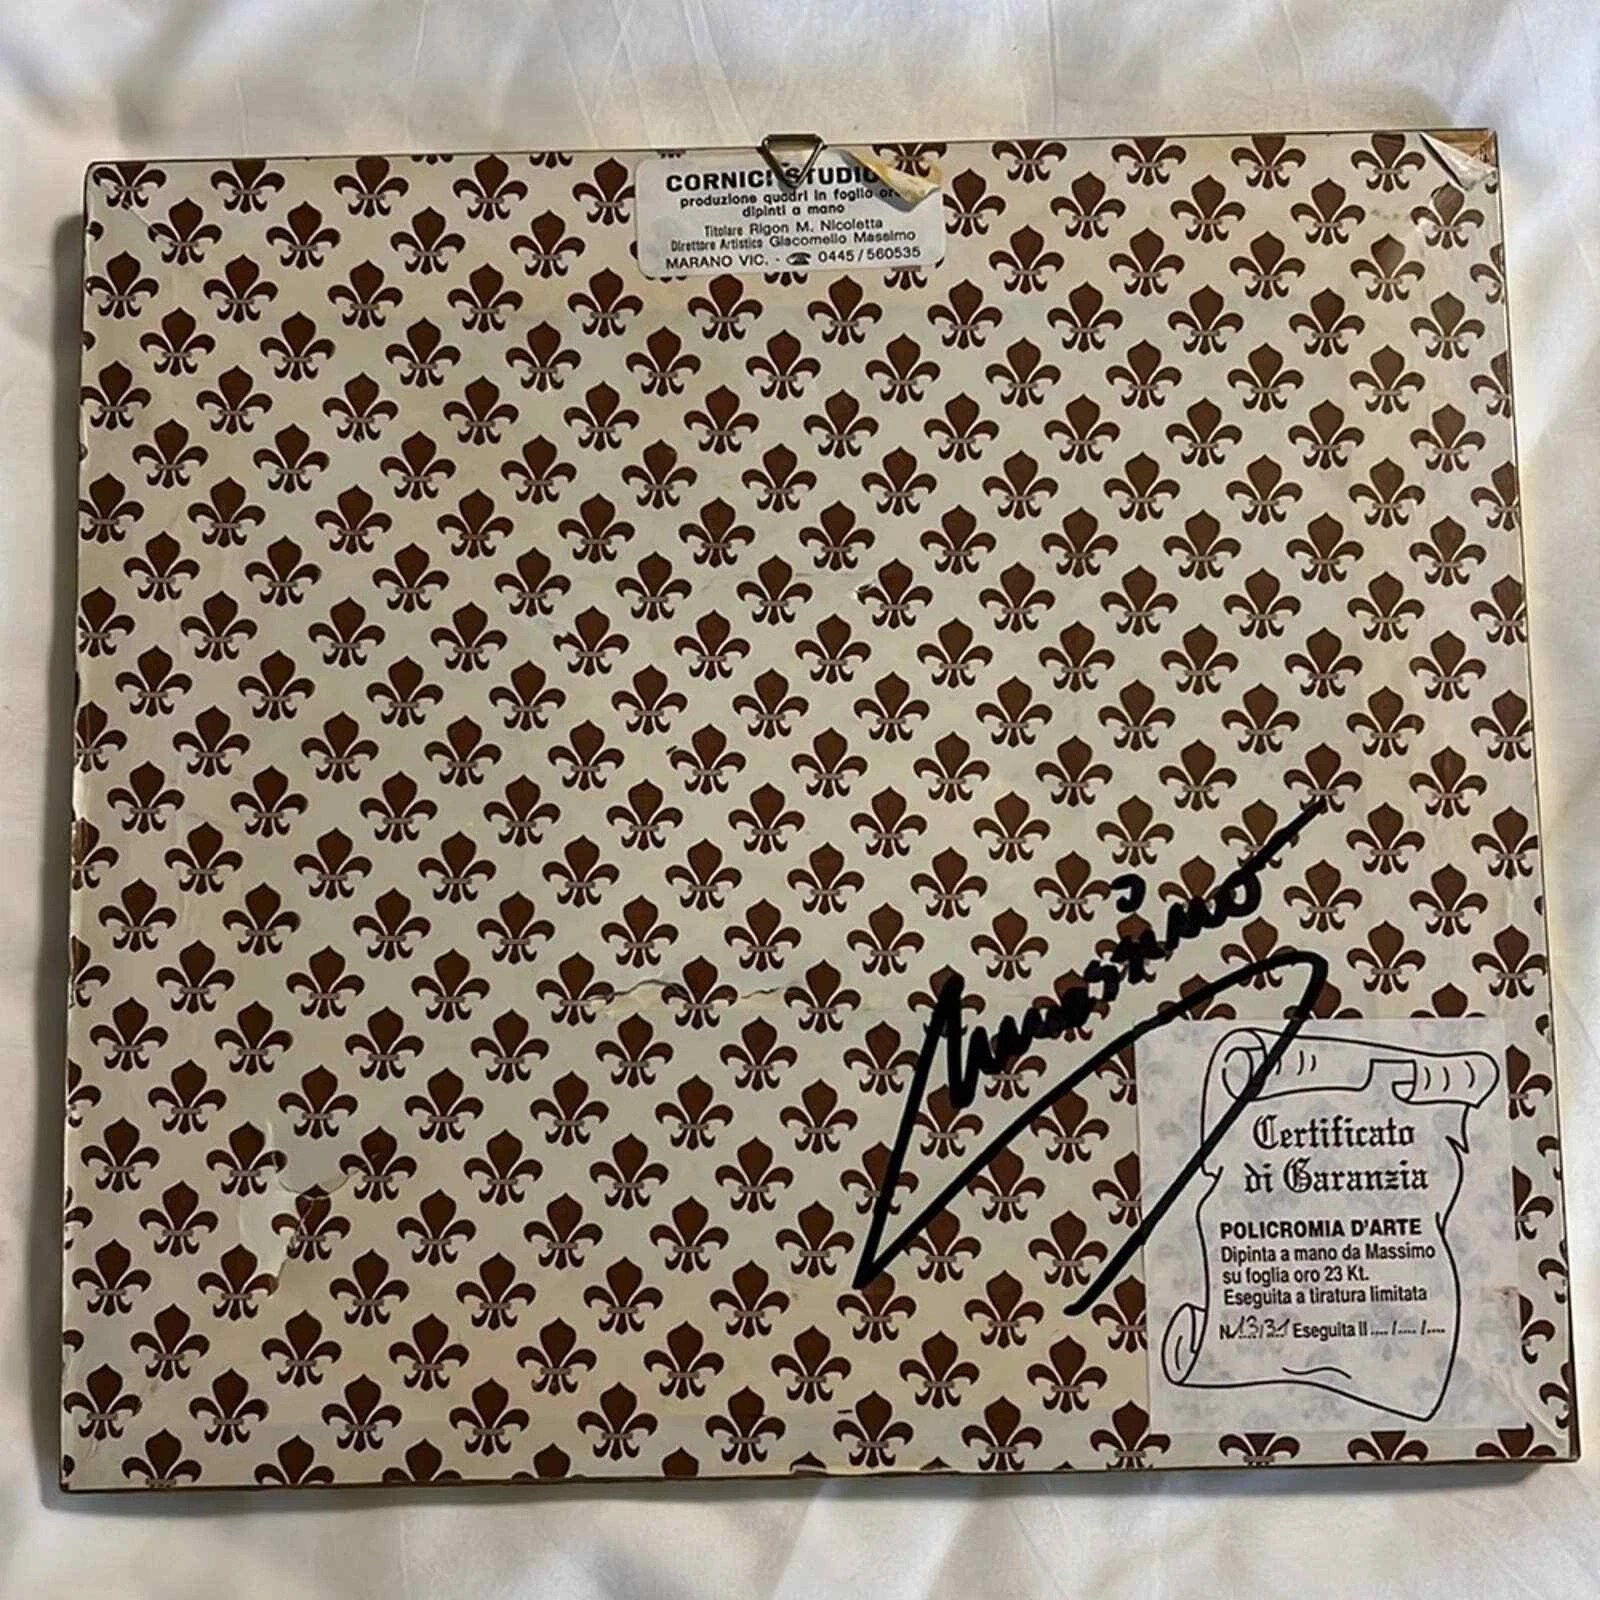 CORNICI STUDIO
produzione quadri in foglia oro
dipinti a mano
Titolare Rigon M. Nicoletta
Direttore Artistico Giacomello Massimo
MARANO VIC. - ☎ 0445/560535
Massimo
Certificato
di Garanzia
POLICROMIA D'ARTE
Dipinta a mano da Massimo
su foglia oro 23 Kt.
Eseguita a tiratura limitata
N. 13/31 Eseguita Il .... / .... / ....